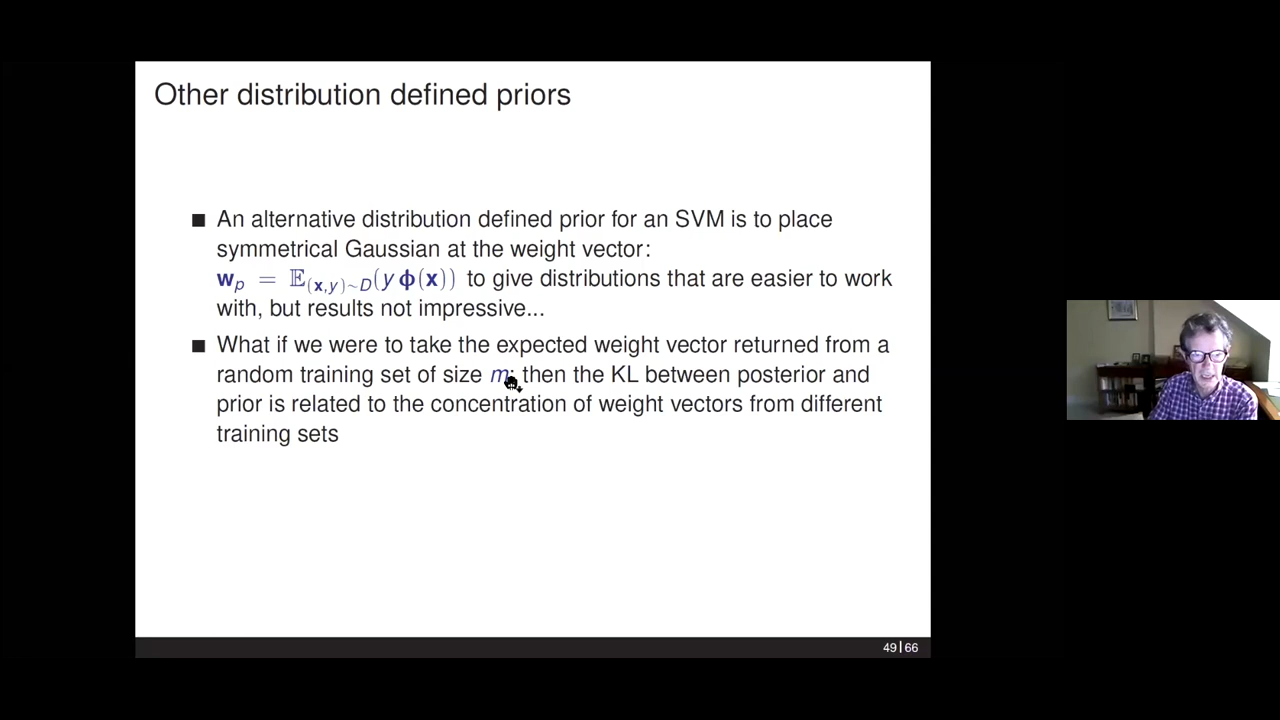 Other distribution defined priors
■ An alternative distribution defined prior for an SVM is to place
symmetrical Gaussian at the weight vector:
𝐰ₚ = 𝔼₍𝐱,y₎∼D(y ϕ(𝐱)) to give distributions that are easier to work
with, but results not impressive...
■ What if we were to take the expected weight vector returned from a
random training set of size m: then the KL between posterior and
prior is related to the concentration of weight vectors from different
training sets
49|66